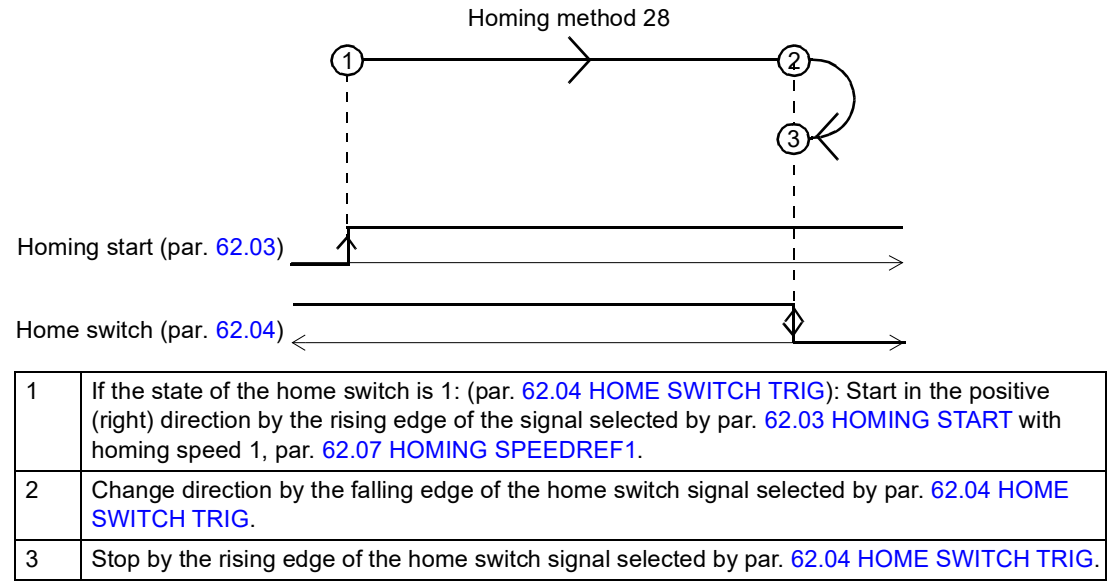 Homing method 28
1
2
3
Homing start (par. 62.03)
Home switch (par. 62.04)
1
If the state of the home switch is 1: (par. 62.04 HOME SWITCH TRIG): Start in the positive
(right) direction by the rising edge of the signal selected by par. 62.03 HOMING START with
homing speed 1, par. 62.07 HOMING SPEEDREF1.
2
Change direction by the falling edge of the home switch signal selected by par. 62.04 HOME
SWITCH TRIG.
3
Stop by the rising edge of the home switch signal selected by par. 62.04 HOME SWITCH TRIG.